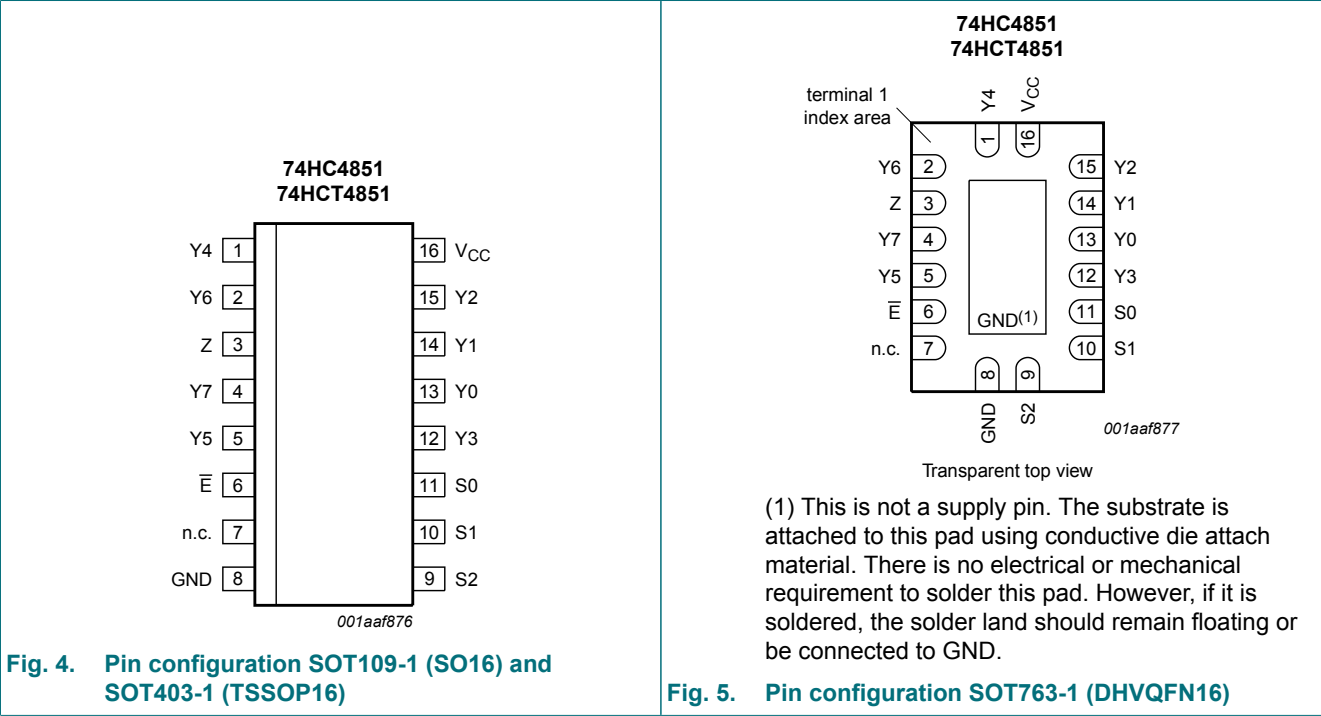 74HC4851
74HCT4851
Y4 1
Y6 2
Z 3
Y7 4
Y5 5
E̅ 6
n.c. 7
GND 8
16 VCC
15 Y2
14 Y1
13 Y0
12 Y3
11 S0
10 S1
9 S2
001aaf876
Fig. 4. Pin configuration SOT109-1 (SO16) and
SOT403-1 (TSSOP16)
74HC4851
74HCT4851
terminal 1
index area
Y4
VCC
1
16
Y6 2
Z 3
Y7 4
Y5 5
E̅ 6
n.c. 7
15 Y2
14 Y1
13 Y0
12 Y3
11 S0
10 S1
GND(1)
8
9
GND
S2
001aaf877
Transparent top view
(1) This is not a supply pin. The substrate is
attached to this pad using conductive die attach
material. There is no electrical or mechanical
requirement to solder this pad. However, if it is
soldered, the solder land should remain floating or
be connected to GND.
Fig. 5. Pin configuration SOT763-1 (DHVQFN16)